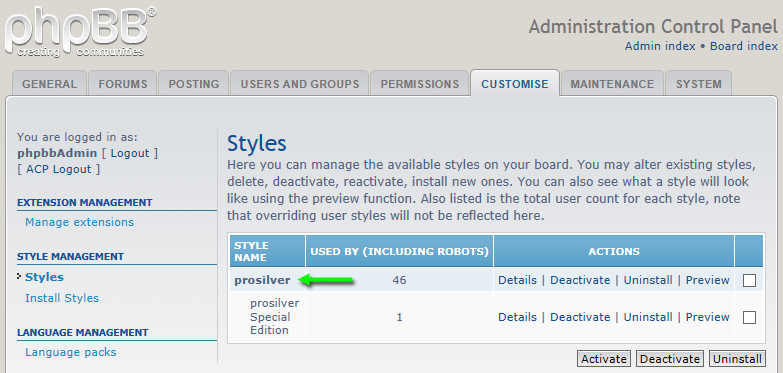 phpBB®
creating communities
Administration Control Panel
Admin index • Board index
GENERAL FORUMS POSTING USERS AND GROUPS PERMISSIONS CUSTOMISE MAINTENANCE SYSTEM
You are logged in as:
phpbbAdmin [ Logout ]
[ ACP Logout ]
EXTENSION MANAGEMENT
Manage extensions
STYLE MANAGEMENT
Styles
Install Styles
LANGUAGE MANAGEMENT
Language packs
Styles
Here you can manage the available styles on your board. You may alter existing styles,
delete, deactivate, reactivate, install new ones. You can also see what a style will look
like using the preview function. Also listed is the total user count for each style, note
that overriding user styles will not be reflected here.
STYLE
NAME
USED BY (INCLUDING ROBOTS)
ACTIONS
prosilver 46 Details | Deactivate | Uninstall | Preview
prosilver
Special
Edition
1 Details | Deactivate | Uninstall | Preview
Activate Deactivate Uninstall